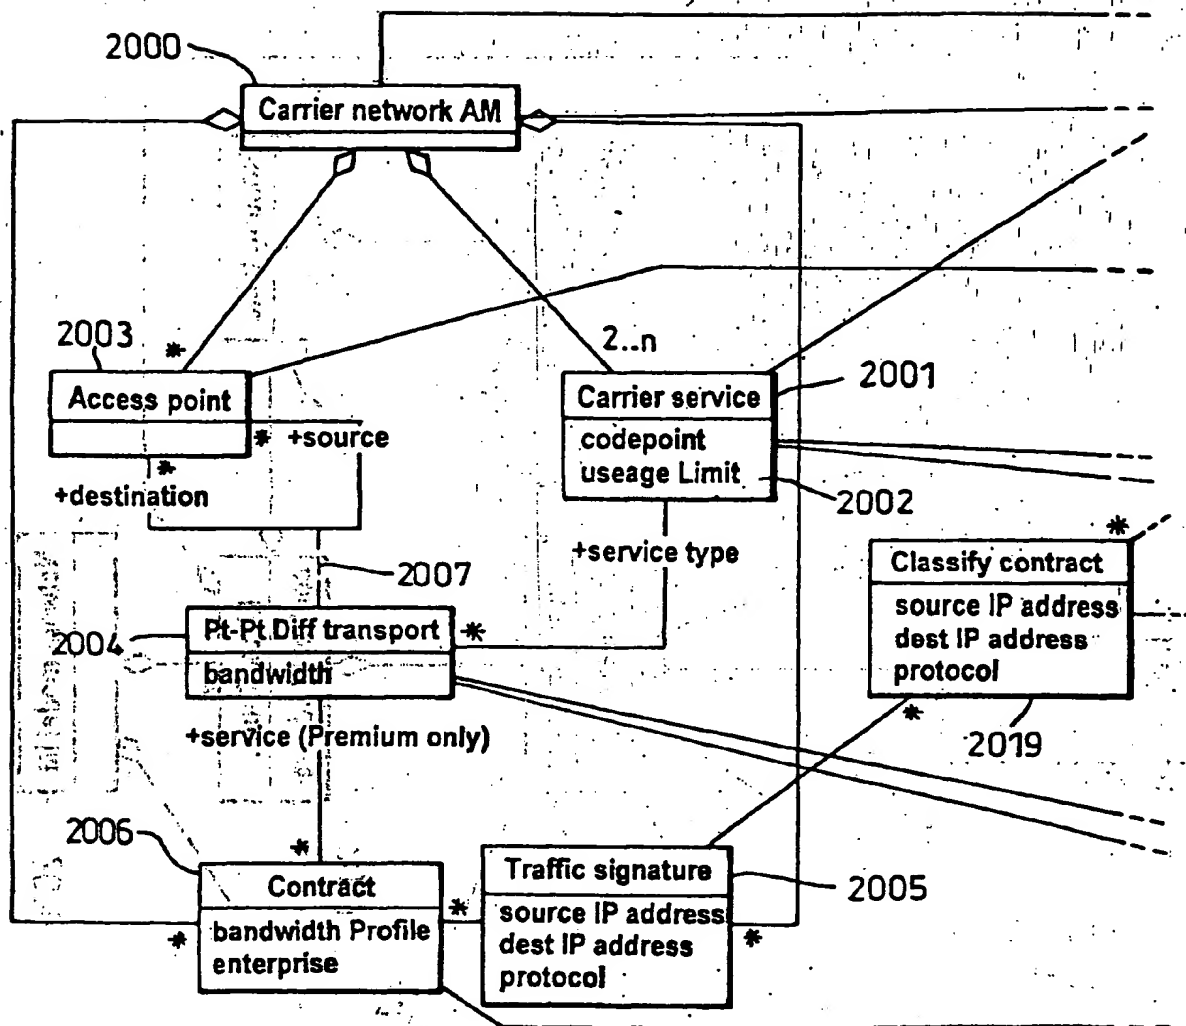 2000
Carrier network AM
2003
*
2..n
2001
Access point
Carrier service
* +source
codepoint
*
useage Limit
+destination
2002
*
+service type
2007
Classify contract
2004
Pt-Pt Diff transport
*
source IP address
dest IP address
bandwidth
protocol
+service (Premium only)
*
2019
2006
*
Traffic signature
Contract
2005
*
source IP address
bandwidth Profile
*
dest IP address
*
enterprise
protocol